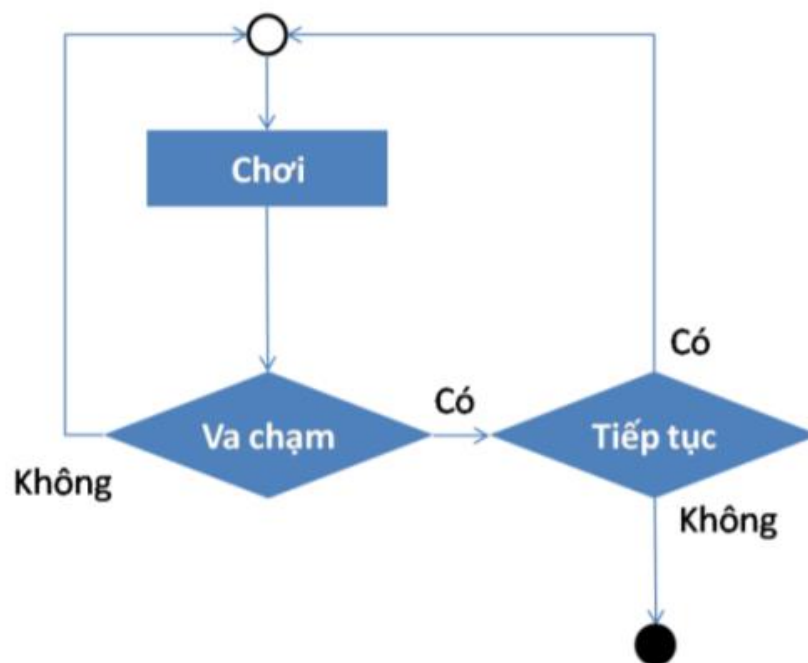 Chơi
Có
Va chạm
Có
Tiếp tục
Không
Không